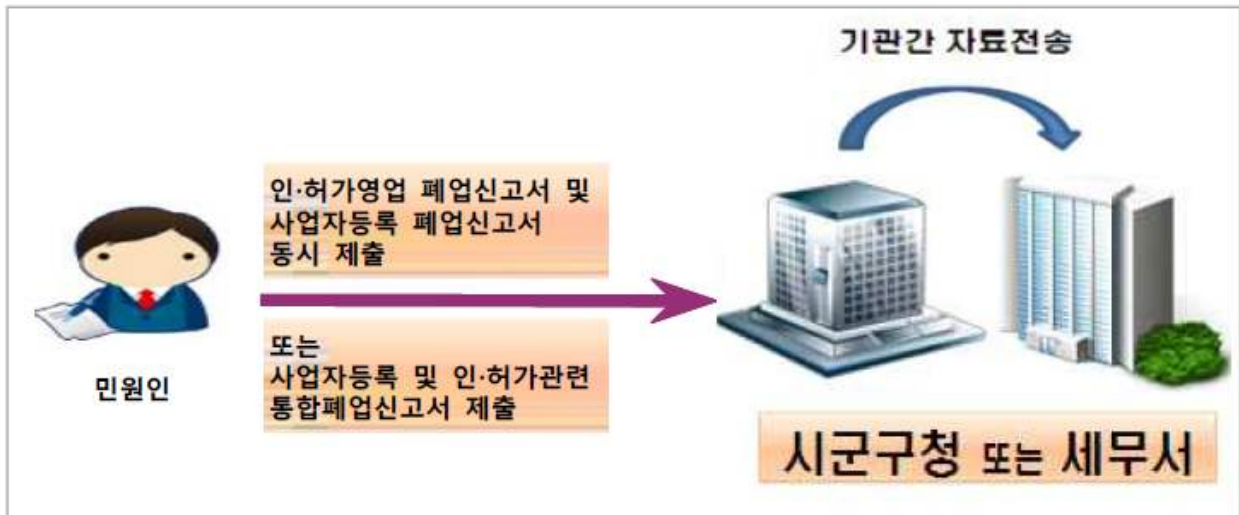 기관간 자료전송
인·허가영업 폐업신고서 및
사업자등록 폐업신고서
동시 제출
또는
사업자등록 및 인·허가관련
통합폐업신고서 제출
민원인
시군구청 또는 세무서